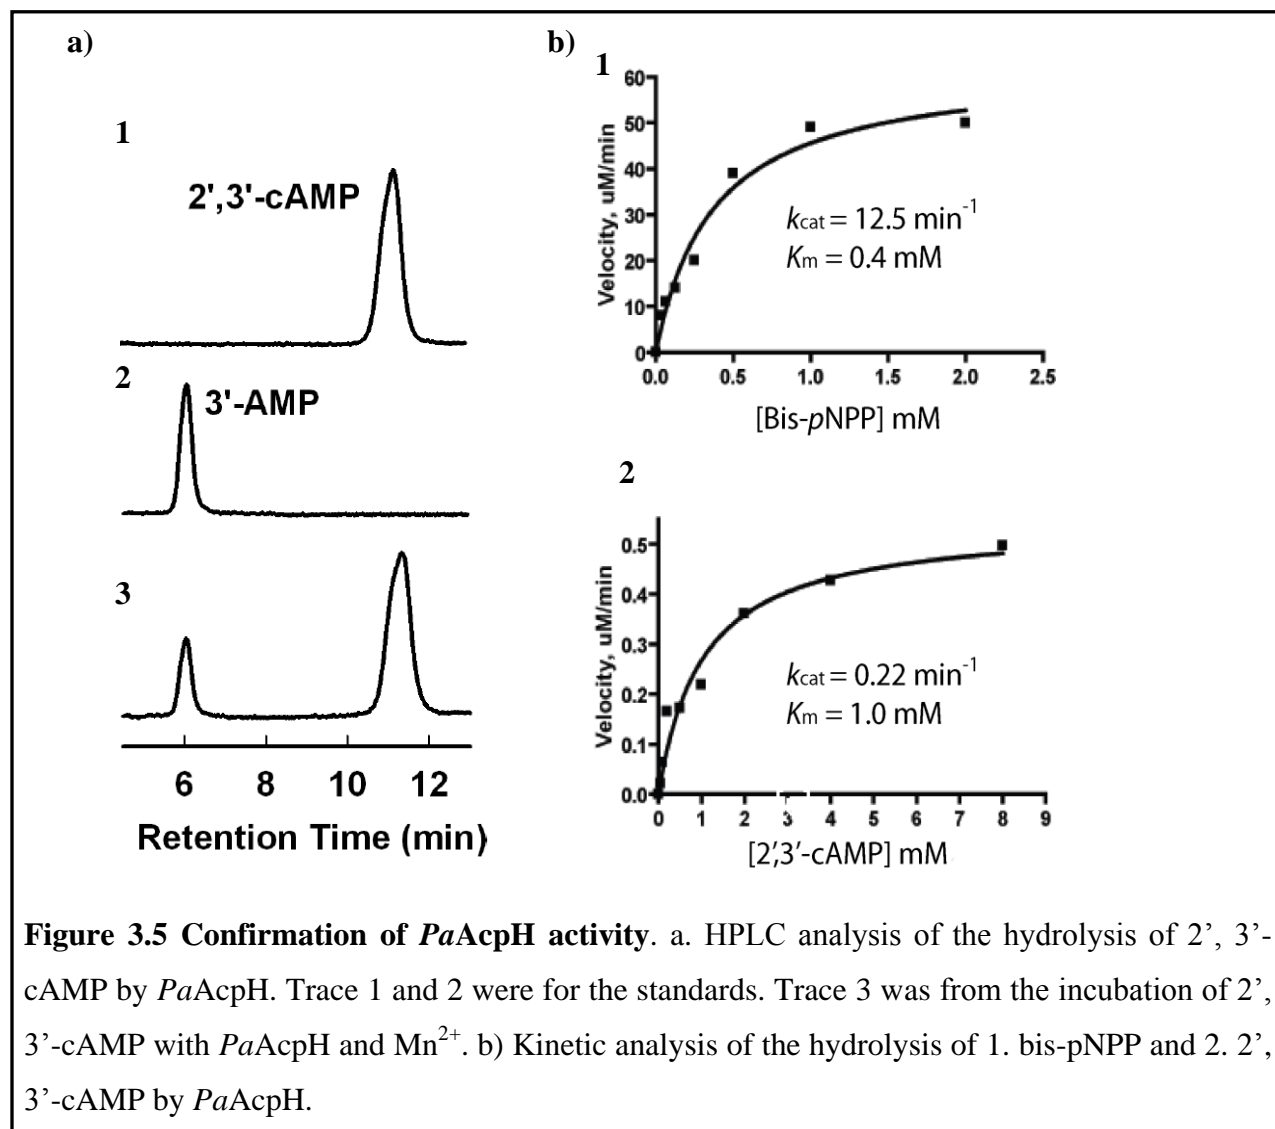 a)
1
2',3'-cAMP
2
3'-AMP
3
6 8 10 12
Retention Time (min)
b)
1
Velocity, uM/min
60
50
40
30
20
10
0
kcat = 12.5 min⁻¹
Km = 0.4 mM
0.0 0.5 1.0 1.5 2.0 2.5
[Bis-pNPP] mM
2
Velocity, uM/min
0.5
0.4
0.3
0.2
0.1
0.0
kcat = 0.22 min⁻¹
Km = 1.0 mM
0 1 2 3 4 5 6 7 8 9
[2',3'-cAMP] mM
Figure 3.5 Confirmation of PaAcpH activity. a. HPLC analysis of the hydrolysis of 2’, 3’-
cAMP by PaAcpH. Trace 1 and 2 were for the standards. Trace 3 was from the incubation of 2’,
3’-cAMP with PaAcpH and Mn²⁺. b) Kinetic analysis of the hydrolysis of 1. bis-pNPP and 2. 2’,
3’-cAMP by PaAcpH.